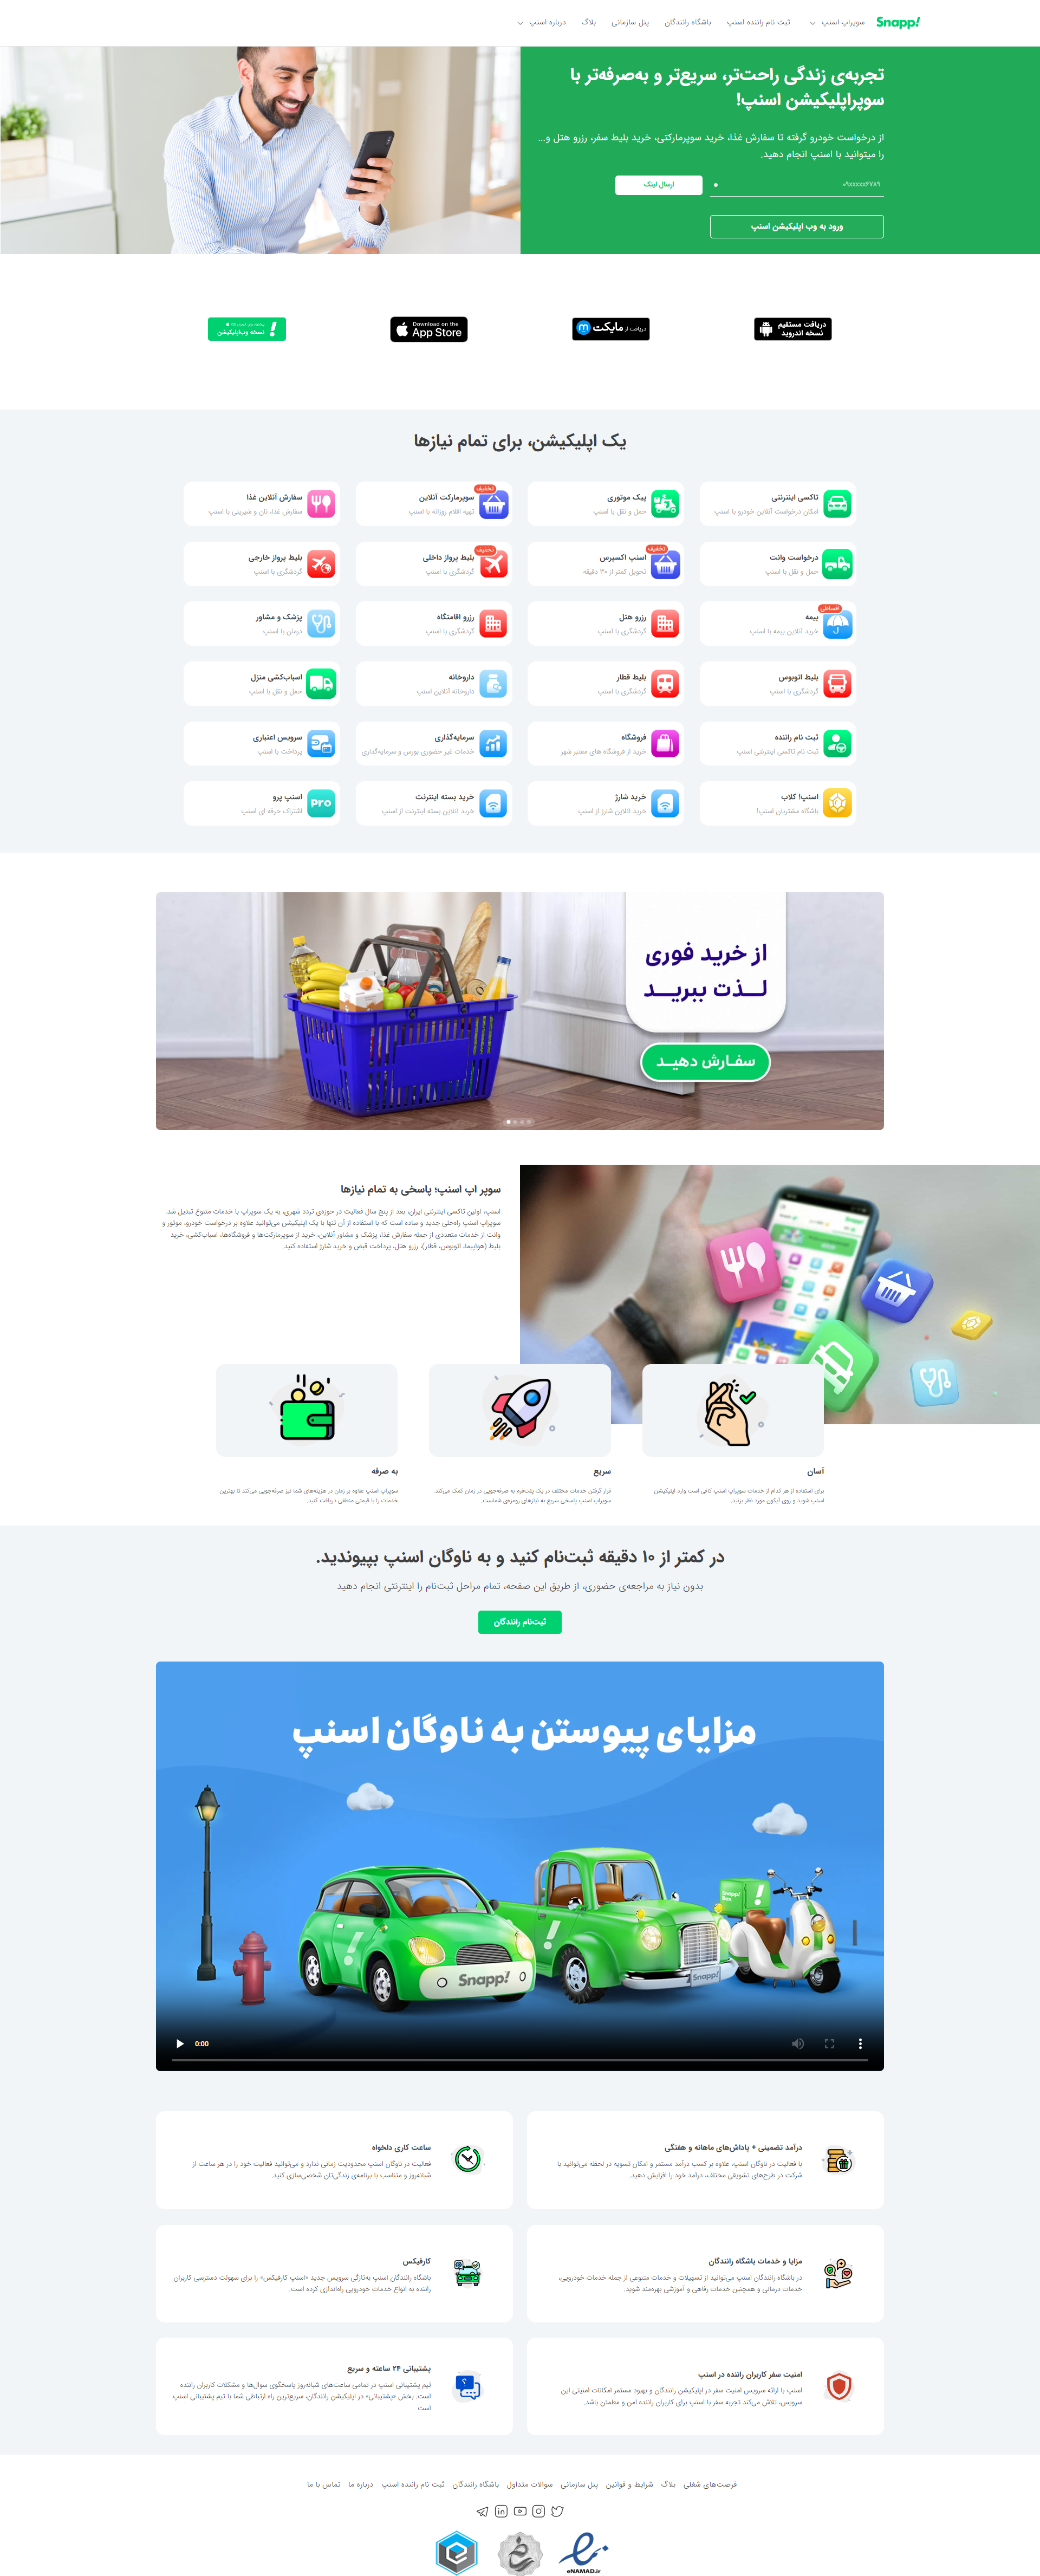 Snapp!
سوپراپ اسنپ
ثبت نام راننده اسنپ
باشگاه رانندگان
پنل سازمانی
بلاگ
درباره اسنپ
تجربه‌ی زندگی راحت‌تر، سریع‌تر و به‌صرفه‌تر با
سوپراپلیکیشن اسنپ!
از درخواست خودرو گرفته تا سفارش غذا، خرید سوپرمارکتی، خرید بلیط سفر، رزرو هتل و...
را میتوانید با اسنپ انجام دهید.
ارسال لینک
ورود به وب اپلیکیشن اسنپ
دریافت مستقیم
نسخه اندروید
دریافت از مایکت
Download on the
App Store
نسخه وب‌اپلیکیشن
یک اپلیکیشن، برای تمام نیازها
تاکسی اینترنتی
امکان درخواست آنلاین خودرو با اسنپ
پیک موتوری
حمل و نقل با اسنپ
تخفیف
سوپرمارکت آنلاین
تهیه اقلام روزانه با اسنپ
سفارش آنلاین غذا
سفارش غذا، نان و شیرینی با اسنپ
درخواست وانت
حمل و نقل با اسنپ
تخفیف
اسنپ اکسپرس
تحویل کمتر از ۳۰ دقیقه
تخفیف
بلیط پرواز داخلی
گردشگری با اسنپ
بلیط پرواز خارجی
گردشگری با اسنپ
اقساطی
بیمه
خرید آنلاین بیمه با اسنپ
رزرو هتل
گردشگری با اسنپ
رزرو اقامتگاه
گردشگری با اسنپ
پزشک و مشاور
درمان با اسنپ
بلیط اتوبوس
گردشگری با اسنپ
بلیط قطار
گردشگری با اسنپ
داروخانه
داروخانه آنلاین اسنپ
اسباب‌کشی منزل
حمل و نقل با اسنپ
ثبت نام راننده
ثبت نام تاکسی اینترنتی اسنپ
فروشگاه
خرید از فروشگاه های معتبر شهر
سرمایه‌گذاری
خدمات غیر حضوری بورس و سرمایه‌گذاری
سرویس اعتباری
پرداخت با اسنپ
اسنپ! کلاب
باشگاه مشتریان اسنپ!
خرید شارژ
خرید آنلاین شارژ از اسنپ
خرید بسته اینترنت
خرید آنلاین بسته اینترنت از اسنپ
pro
اسنپ پرو
اشتراک حرفه ای اسنپ
از خرید فوری
لـــذت ببریـــد
سفـارش دهیـد
سوپر اپ اسنپ؛ پاسخی به تمام نیازها
اسنپ، اولین تاکسی اینترنتی ایران، بعد از پنج سال فعالیت در حوزه‌ی تردد شهری، به یک سوپراپ با خدمات متنوع تبدیل شد.
سوپراپ اسنپ راه‌حلی جدید و ساده است که با استفاده از آن تنها با یک اپلیکیشن می‌توانید علاوه بر درخواست خودرو، موتور و
وانت از خدمات متعددی از جمله سفارش غذا، پزشک و مشاور آنلاین، خرید از سوپرمارکت‌ها و فروشگاه‌ها، اسباب‌کشی، خرید
بلیط (هواپیما، اتوبوس، قطار)، رزرو هتل، پرداخت قبض و خرید شارژ استفاده کنید.
آسان
برای استفاده از هر کدام از خدمات سوپراپ اسنپ کافی است وارد اپلیکیشن
اسنپ شوید و روی آیکون مورد نظر بزنید.
سریع
قرار گرفتن خدمات مختلف در یک پلت‌فرم به صرفه‌جویی در زمان کمک می‌کند.
سوپراپ اسنپ پاسخی سریع به نیازهای روزمره‌ی شماست.
به صرفه
سوپراپ اسنپ علاوه بر زمان در هزینه‌های شما نیز صرفه‌جویی می‌کند تا بهترین
خدمات را با قیمتی منطقی دریافت کنید.
در کمتر از ۱۰ دقیقه ثبت‌نام کنید و به ناوگان اسنپ بپیوندید.
بدون نیاز به مراجعه‌ی حضوری، از طریق این صفحه، تمام مراحل ثبت‌نام را اینترنتی انجام دهید
ثبت‌نام رانندگان
مزایای پیوستن به ناوگان اسنپ
Snapp!
Snapp!
Snapp!
Box
0:00
درآمد تضمینی + پاداش‌های ماهانه و هفتگی
با فعالیت در ناوگان اسنپ، علاوه بر کسب درآمد مستمر و امکان تسویه در لحظه می‌توانید با
شرکت در طرح‌های تشویقی مختلف، درآمد خود را افزایش دهید.
ساعت کاری دلخواه
فعالیت در ناوگان اسنپ محدودیت زمانی ندارد و می‌توانید فعالیت خود را در هر ساعت از
شبانه‌روز و متناسب با برنامه‌ی زندگی‌تان شخصی‌سازی کنید.
مزایا و خدمات باشگاه رانندگان
در باشگاه رانندگان اسنپ می‌توانید از تسهیلات و خدمات متنوعی از جمله خدمات خودرویی،
خدمات درمانی و همچنین خدمات رفاهی و آموزشی بهره‌مند شوید.
کارفیکس
باشگاه رانندگان اسنپ به‌تازگی سرویس جدید «اسنپ کارفیکس» را برای سهولت دسترسی کاربران
راننده به انواع خدمات خودرویی راه‌اندازی کرده است.
امنیت سفر کاربران راننده در اسنپ
اسنپ با ارائه سرویس امنیت سفر در اپلیکیشن رانندگان و بهبود مستمر امکانات امنیتی این
سرویس، تلاش می‌کند تجربه سفر با اسنپ برای کاربران راننده امن و مطمئن باشد.
پشتیبانی ۲۴ ساعته و سریع
تیم پشتیبانی اسنپ در تمامی ساعت‌های شبانه‌روز پاسخگوی سوال‌ها و مشکلات کاربران راننده
است. بخش «پشتیبانی» در اپلیکیشن رانندگان، سریع‌ترین راه ارتباطی شما با تیم پشتیبانی اسنپ
است
فرصت‌های شغلی
بلاگ
شرایط و قوانین
پنل سازمانی
سوالات متداول
باشگاه رانندگان
ثبت نام راننده اسنپ
درباره ما
تماس با ما
eNAMAD.ir